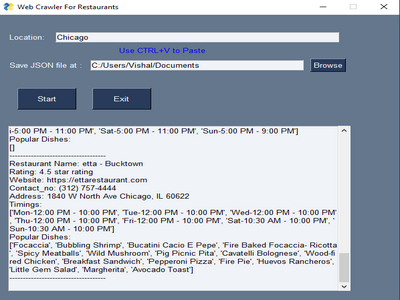 Web Crawler For Restaurants
Location: Chicago
Use CTRL+V to Paste
Save JSON file at : C:/Users/Vishal/Documents Browse
Start Exit
i-5:00 PM - 11:00 PM', 'Sat-5:00 PM - 11:00 PM', 'Sun-5:00 PM - 9:00 PM']
Popular Dishes:
[]
----------------------------------------
Restaurant Name: etta - Bucktown
Rating: 4.5 star rating
Website: https://ettarestaurant.com
Contact_no: (312) 757-4444
Address: 1840 W North Ave Chicago, IL 60622
Timings:
['Mon-12:00 PM - 10:00 PM', 'Tue-12:00 PM - 10:00 PM', 'Wed-12:00 PM - 10:00 PM'
, 'Thu-12:00 PM - 10:00 PM', 'Fri-12:00 PM - 10:00 PM', 'Sat-10:30 AM - 10:00 PM', '
Sun-10:30 AM - 10:00 PM']
Popular Dishes:
['Focaccia', 'Bubbling Shrimp', 'Bucatini Cacio E Pepe', 'Fire Baked Focaccia- Ricotta
', 'Spicy Meatballs', 'Wild Mushroom', 'Pig Picnic Pita', 'Cavatelli Bolognese', 'Wood-fi
red Chicken', 'Breakfast Sandwich', 'Pepperoni Pizza', 'Fire Pie', 'Huevos Rancheros',
'Little Gem Salad', 'Margherita', 'Avocado Toast']
----------------------------------------